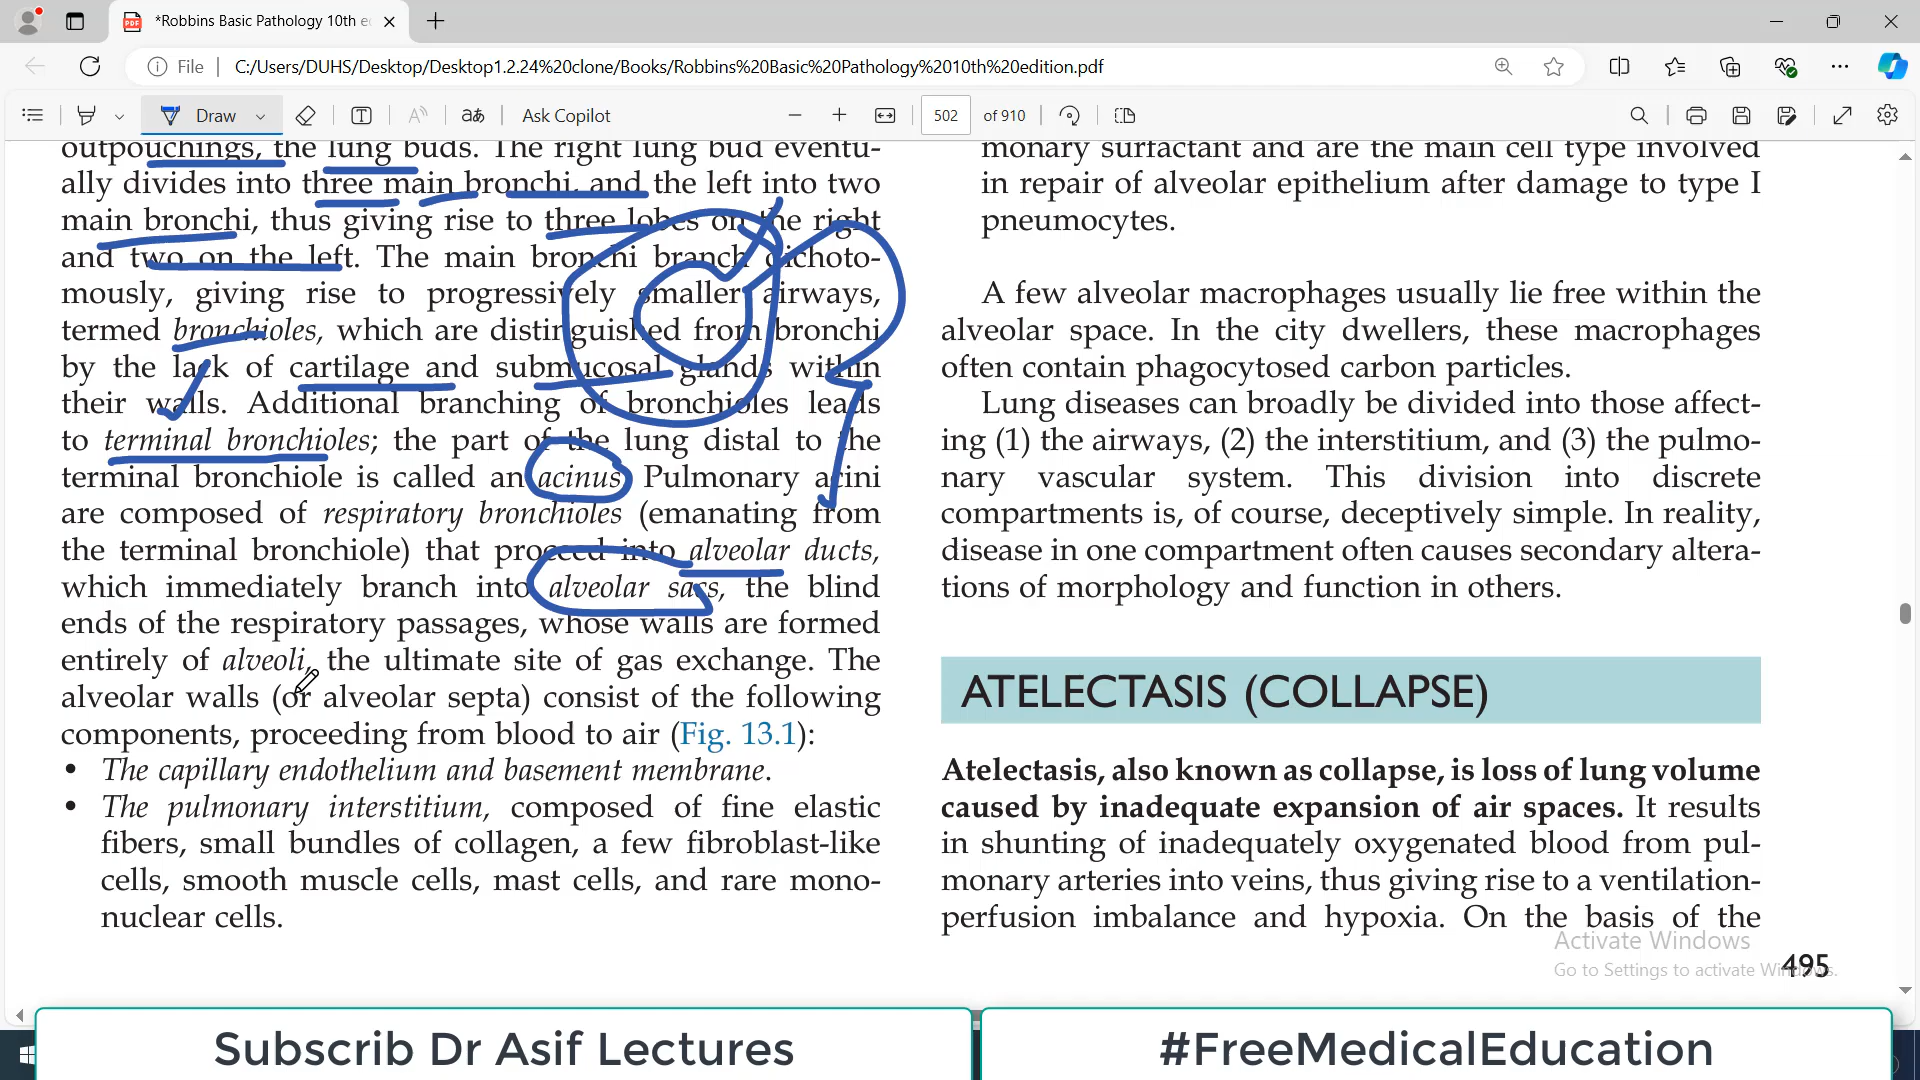 *Robbins Basic Pathology 10th e
File
C:/Users/DUHS/Desktop/Desktop1.2.24%20clone/Books/Robbins%20Basic%20Pathology%2010th%20edition.pdf
Draw
Ask Copilot
502 of 910
outpouchings, the lung buds. The right lung bud eventu-
ally divides into three main bronchi, and the left into two
main bronchi, thus giving rise to three lobes on the right
and two on the left. The main bronchi branch dichoto-
mously, giving rise to progressively smaller airways,
termed bronchioles, which are distinguished from bronchi
by the lack of cartilage and submucosal glands within
their walls. Additional branching of bronchioles leads
to terminal bronchioles; the part of the lung distal to the
terminal bronchiole is called an acinus. Pulmonary acini
are composed of respiratory bronchioles (emanating from
the terminal bronchiole) that proceed into alveolar ducts,
which immediately branch into alveolar sacs, the blind
ends of the respiratory passages, whose walls are formed
entirely of alveoli, the ultimate site of gas exchange. The
alveolar walls (or alveolar septa) consist of the following
components, proceeding from blood to air (Fig. 13.1):
• The capillary endothelium and basement membrane.
• The pulmonary interstitium, composed of fine elastic
fibers, small bundles of collagen, a few fibroblast-like
cells, smooth muscle cells, mast cells, and rare mono-
nuclear cells.
monary surfactant and are the main cell type involved
in repair of alveolar epithelium after damage to type I
pneumocytes.
A few alveolar macrophages usually lie free within the
alveolar space. In the city dwellers, these macrophages
often contain phagocytosed carbon particles.
Lung diseases can broadly be divided into those affect-
ing (1) the airways, (2) the interstitium, and (3) the pulmo-
nary vascular system. This division into discrete
compartments is, of course, deceptively simple. In reality,
disease in one compartment often causes secondary altera-
tions of morphology and function in others.
ATELECTASIS (COLLAPSE)
Atelectasis, also known as collapse, is loss of lung volume
caused by inadequate expansion of air spaces. It results
in shunting of inadequately oxygenated blood from pul-
monary arteries into veins, thus giving rise to a ventilation-
perfusion imbalance and hypoxia. On the basis of the
Activate Windows
Go to Settings to activate Windows.
495
Subscrib Dr Asif Lectures
#FreeMedicalEducation